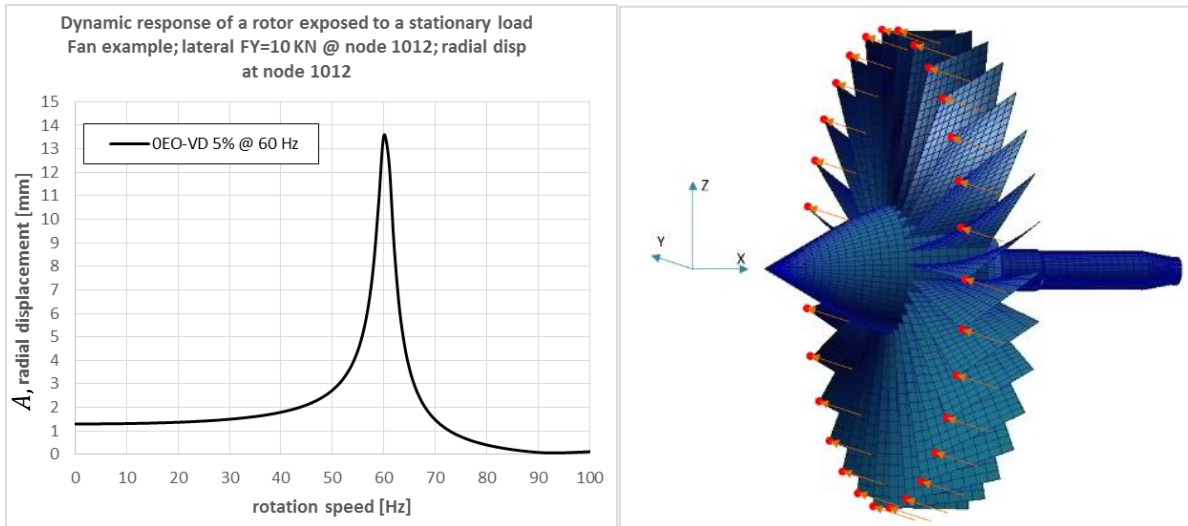 Dynamic response of a rotor exposed to a stationary load
Fan example; lateral FY=10 KN @ node 1012; radial disp
at node 1012
15
14
13
12
11
10
9
8
7
6
5
4
3
2
1
0
0EO-VD 5% @ 60 Hz
A, radial displacement [mm]
0 10 20 30 40 50 60 70 80 90 100
rotation speed [Hz]
Z
Y
X